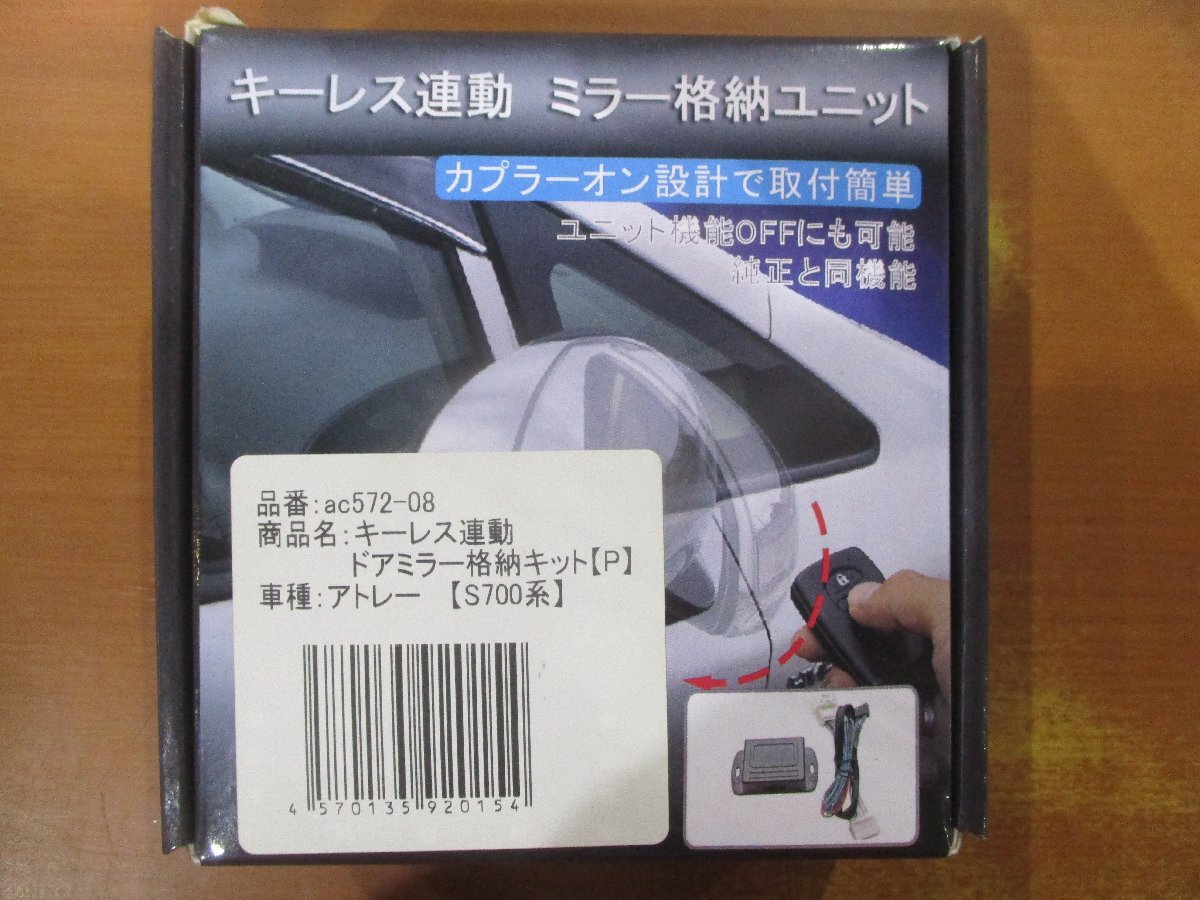 キーレス連動 ミラー格納ユニット
カプラーオン設計で取付簡単
ユニット機能OFFにも可能
純正と同機能
品番:ac572-08
商品名:キーレス連動
ドアミラー格納キット【P】
車種:アトレー 【S700系】
4 570135 920154